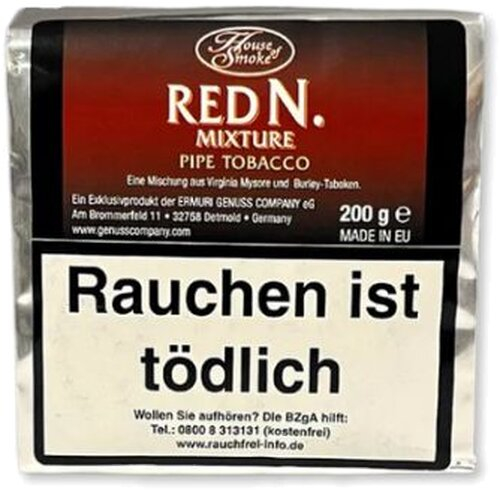 House of
Smoke
RED N.
MIXTURE
PIPE TOBACCO
Eine Mischung aus Virginia Mysore und Burley-Tabaken.
Ein Exklusivprodukt der ERMURI GENUSS COMPANY eG
Am Brommerfeld 11 • 32758 Detmold • Germany
www.genusscompany.com
200 g e
MADE IN EU
Rauchen ist
tödlich
Wollen Sie aufhören? Die BZgA hilft:
Tel.: 0800 8 313131 (kostenfrei)
www.rauchfrei-info.de